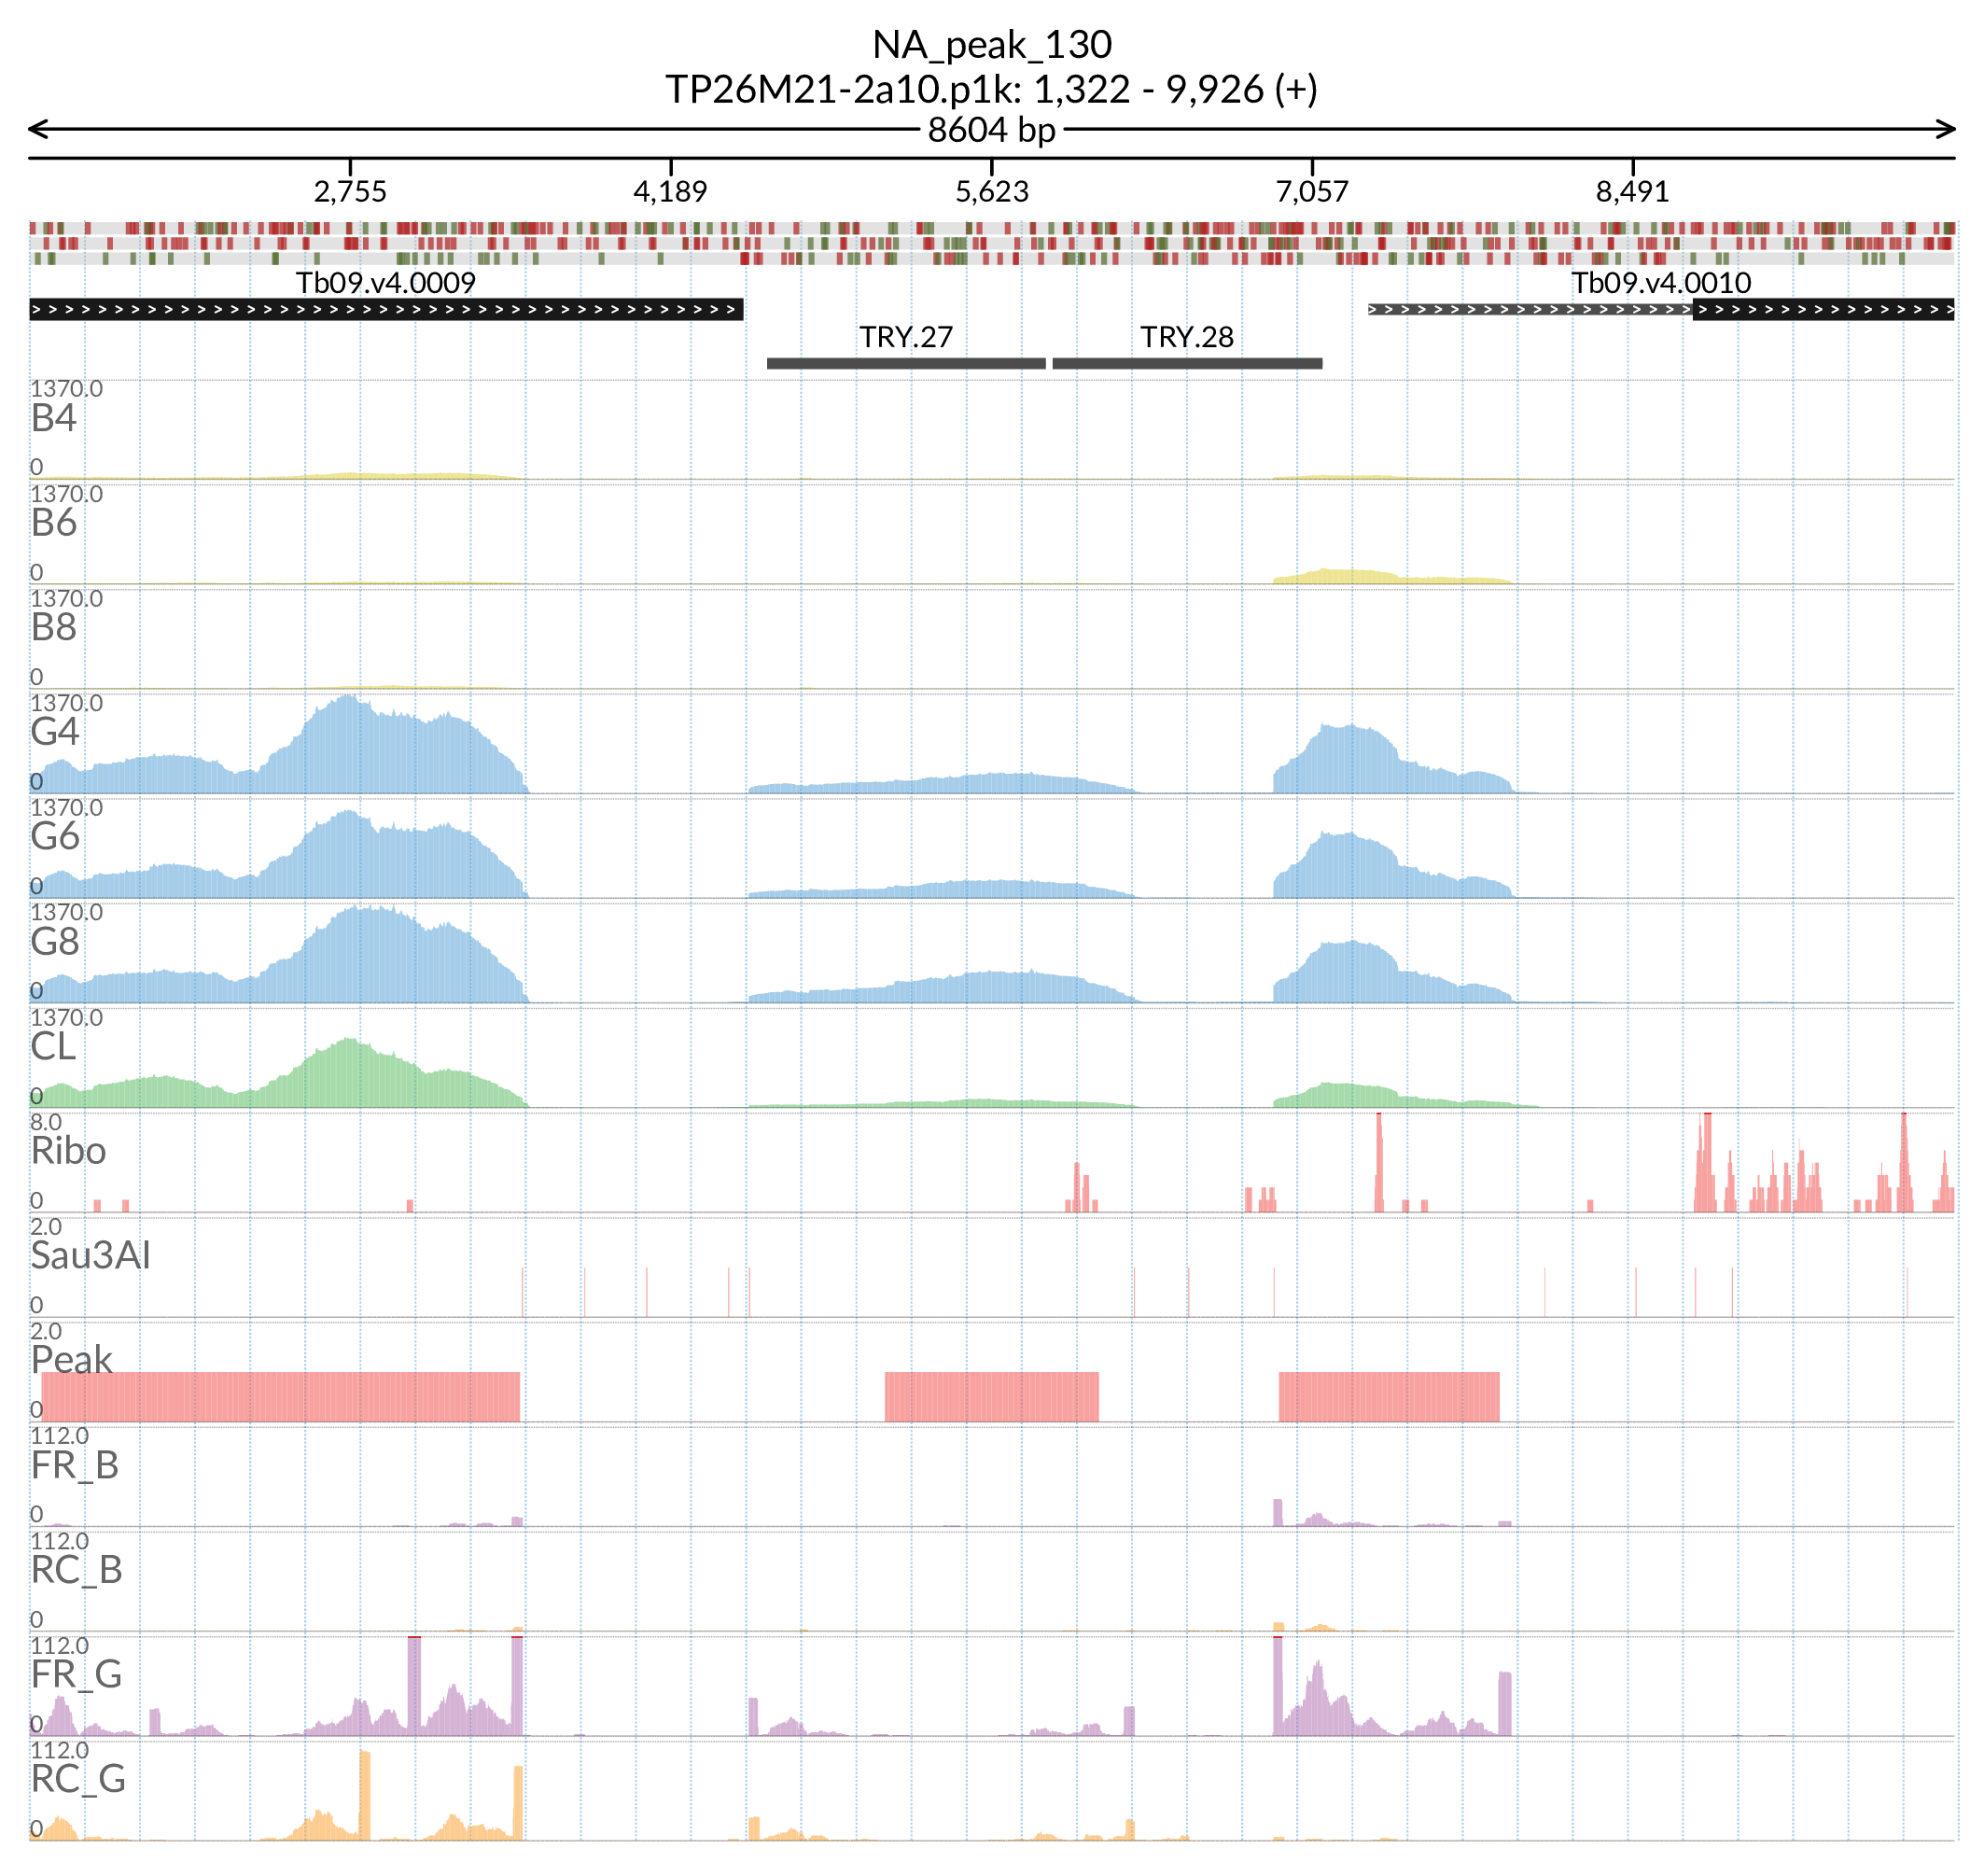 NA_peak_130
TP26M21-2a10.p1k: 1,322 - 9,926 (+)
8604 bp
2,755 4,189 5,623 7,057 8,491
Tb09.v4.0009 Tb09.v4.0010
TRY.27 TRY.28
1370.0
B4
0
1370.0
B6
0
1370.0
B8
0
1370.0
G4
0
1370.0
G6
0
1370.0
G8
0
1370.0
CL
0
8.0
Ribo
0
2.0
Sau3AI
0
2.0
Peak
0
112.0
FR_B
0
112.0
RC_B
0
112.0
FR_G
0
112.0
RC_G
0